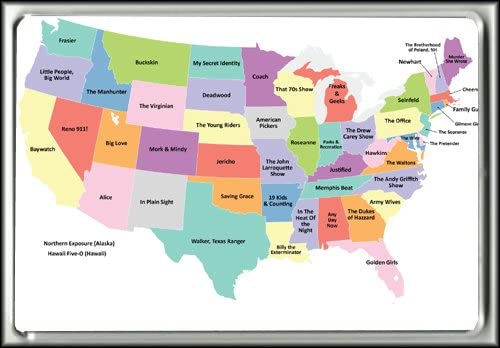 Frasier
Little People,
Big World
Buckskin
My Secret Identity
Coach
The Brotherhood
of Poland, NH
Murder
She Wrote
Newhart
The Manhunter
Deadwood
That 70s Show
Freaks
& Geeks
Cheers
Seinfeld
Family Guy
The Virginian
Reno 911!
The Young Riders
American
Pickers
The Office
Gilmore Girls
The Sopranos
Baywatch
Big Love
Mork & Mindy
Jericho
The John
Larroquette
Show
Roseanne
Parks &
Recreation
The Drew
Carey Show
Hawkins
The Wire
The Pretender
The Waltons
Justified
Alice
In Plain Sight
Saving Grace
19 Kids
& Counting
Memphis Beat
The Andy Griffith
Show
Walker, Texas Ranger
In The
Heat Of
the
Night
Any
Day
Now
The Dukes
of Hazzard
Army Wives
Billy the
Exterminator
Golden Girls
Northern Exposure (Alaska)
Hawaii Five-O (Hawaii)